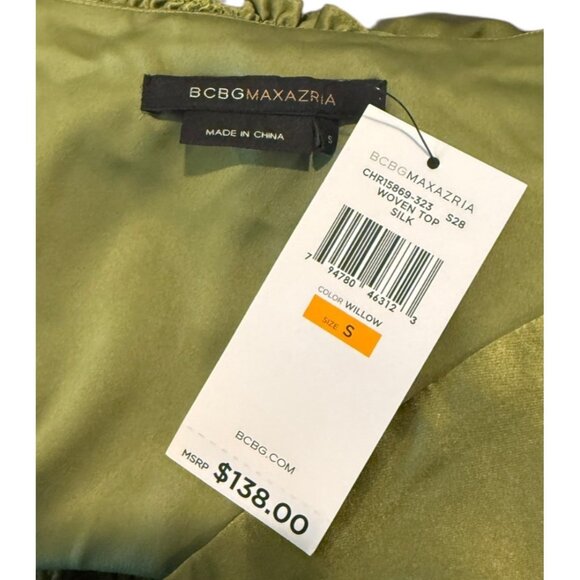 BCBGMAXAZRIA
MADE IN CHINA
S
BCBGMAXAZRIA
CHR15869-323 S28
WOVEN TOP
SILK
7 94780 46312 3
COLOR WILLOW
SIZE S
BCBG.COM
MSRP $138.00